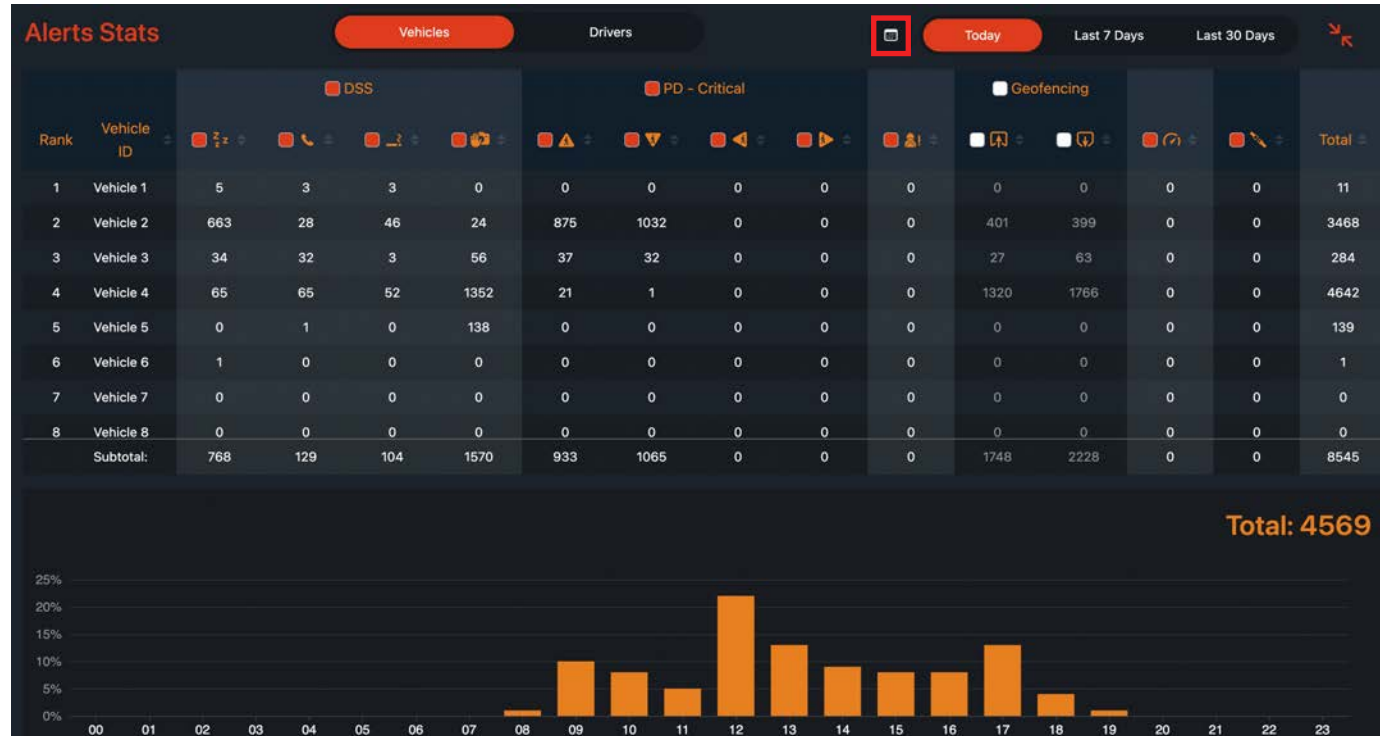 Alerts Stats Vehicles Drivers Today Last 7 Days Last 30 Days
DSS PD - Critical Geofencing
Rank Vehicle ID Total
1 Vehicle 1 5 3 3 0 0 0 0 0 0 0 0 0 0 11
2 Vehicle 2 663 28 46 24 875 1032 0 0 0 401 399 0 0 3468
3 Vehicle 3 34 32 3 56 37 32 0 0 0 27 63 0 0 284
4 Vehicle 4 65 65 52 1352 21 1 0 0 0 1320 1766 0 0 4642
5 Vehicle 5 0 1 0 138 0 0 0 0 0 0 0 0 0 139
6 Vehicle 6 1 0 0 0 0 0 0 0 0 0 0 0 0 1
7 Vehicle 7 0 0 0 0 0 0 0 0 0 0 0 0 0 0
8 Vehicle 8 0 0 0 0 0 0 0 0 0 0 0 0 0 0
Subtotal: 768 129 104 1570 933 1065 0 0 0 1748 2228 0 0 8545
Total: 4569
25%
20%
15%
10%
5%
0%
00 01 02 03 04 05 06 07 08 09 10 11 12 13 14 15 16 17 18 19 20 21 22 23